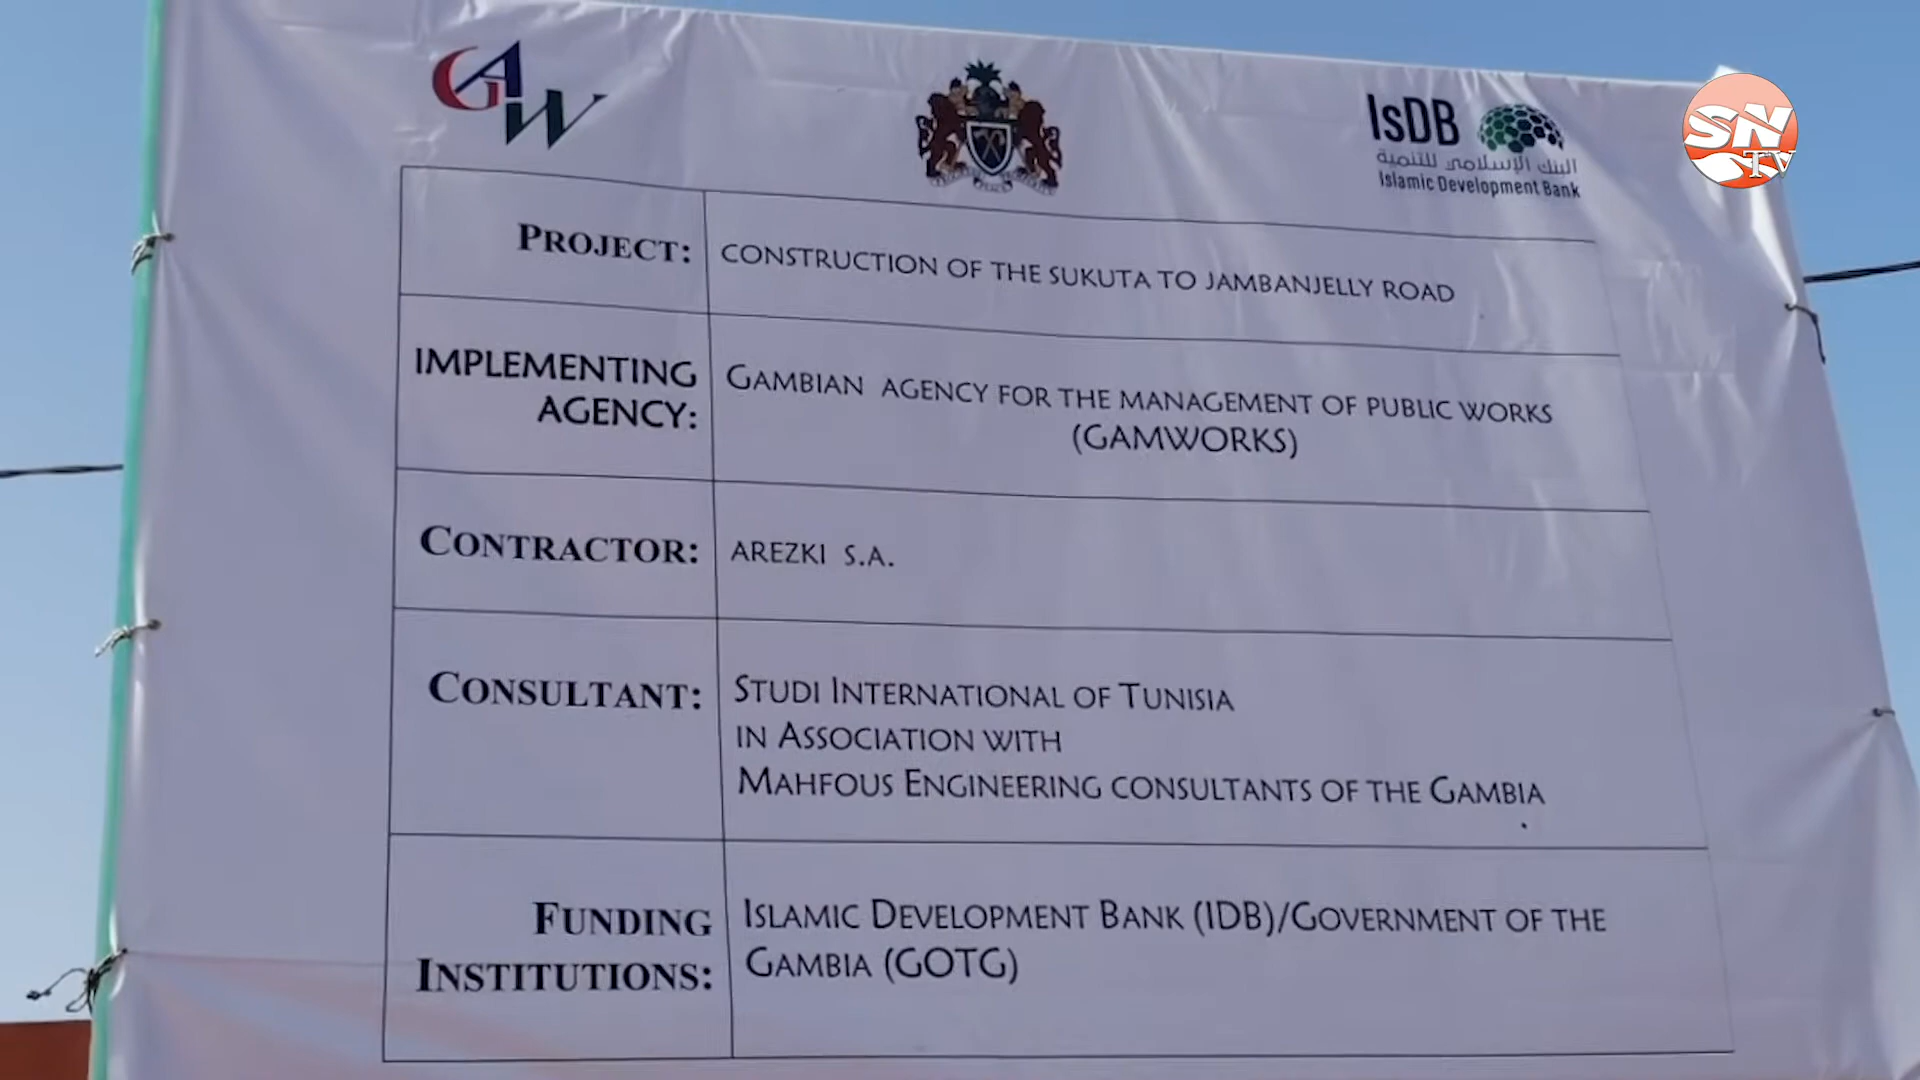 GAW
IsDB
البنك الإسلامي للتنمية
Islamic Development Bank
SN
TV
PROJECT: CONSTRUCTION OF THE SUKUTA TO JAMBANJELLY ROAD
IMPLEMENTING
AGENCY:
GAMBIAN AGENCY FOR THE MANAGEMENT OF PUBLIC WORKS
(GAMWORKS)
CONTRACTOR: AREZKI S.A.
CONSULTANT: STUDI INTERNATIONAL OF TUNISIA
IN ASSOCIATION WITH
MAHFOUS ENGINEERING CONSULTANTS OF THE GAMBIA
FUNDING
INSTITUTIONS:
ISLAMIC DEVELOPMENT BANK (IDB)/GOVERNMENT OF THE
GAMBIA (GOTG)